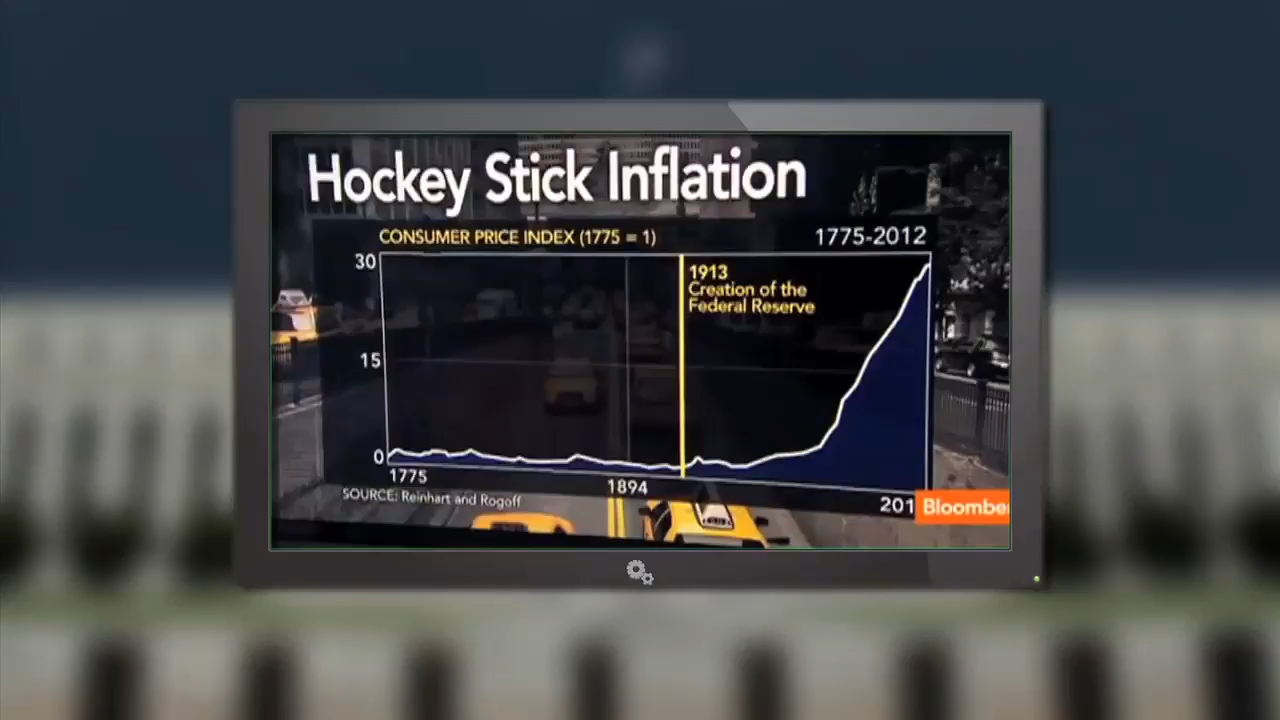 Hockey Stick Inflation
CONSUMER PRICE INDEX (1775 = 1)
1775-2012
30
1913
Creation of the
Federal Reserve
15
0
1775
1894
201
SOURCE: Reinhart and Rogoff
Bloomber